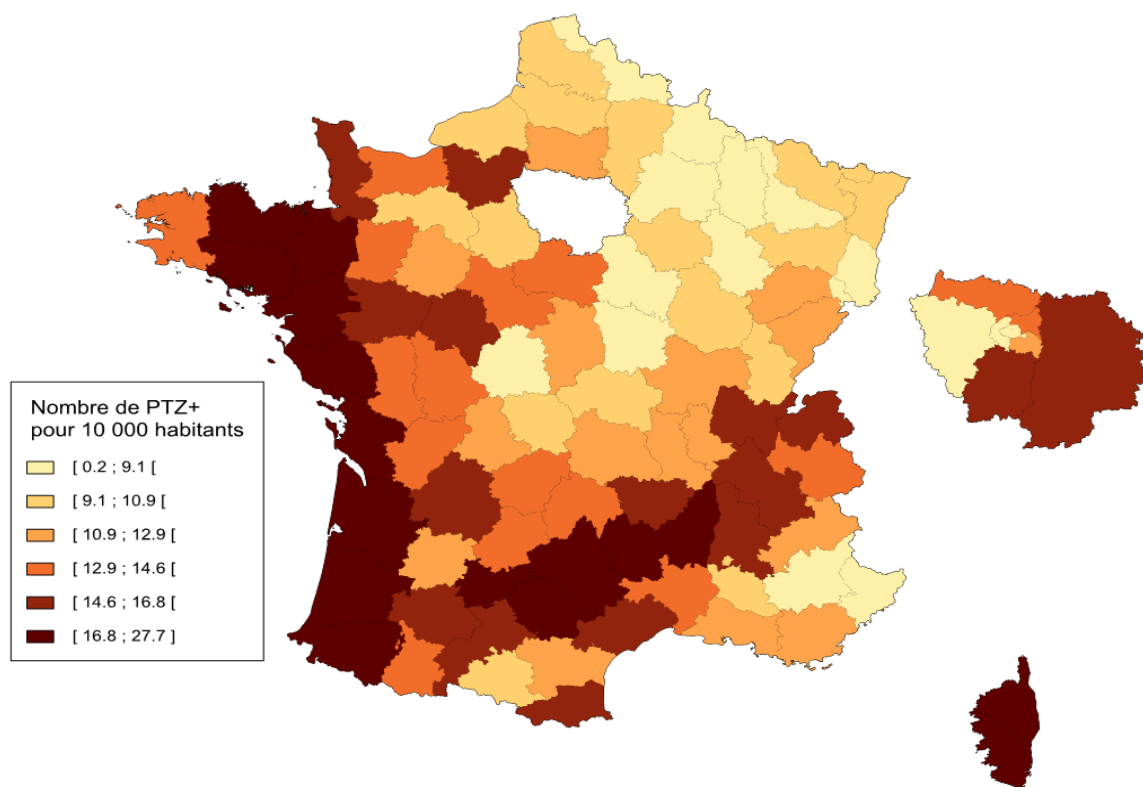 Nombre de PTZ+
pour 10 000 habitants
[ 0.2 ; 9.1 [
[ 9.1 ; 10.9 [
[ 10.9 ; 12.9 [
[ 12.9 ; 14.6 [
[ 14.6 ; 16.8 [
[ 16.8 ; 27.7 ]